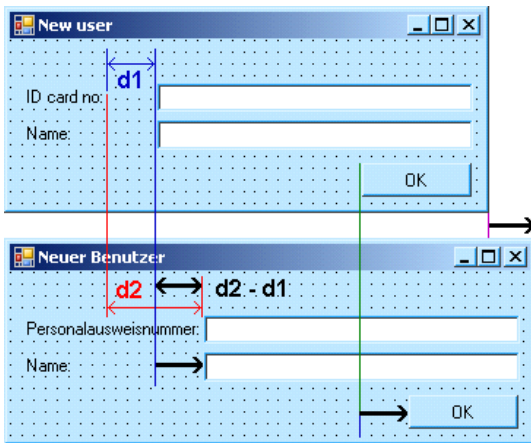 New user
d1
ID card no:
Name:
OK
Neuer Benutzer
d2 d2 - d1
Personalausweisnummer:
Name:
OK